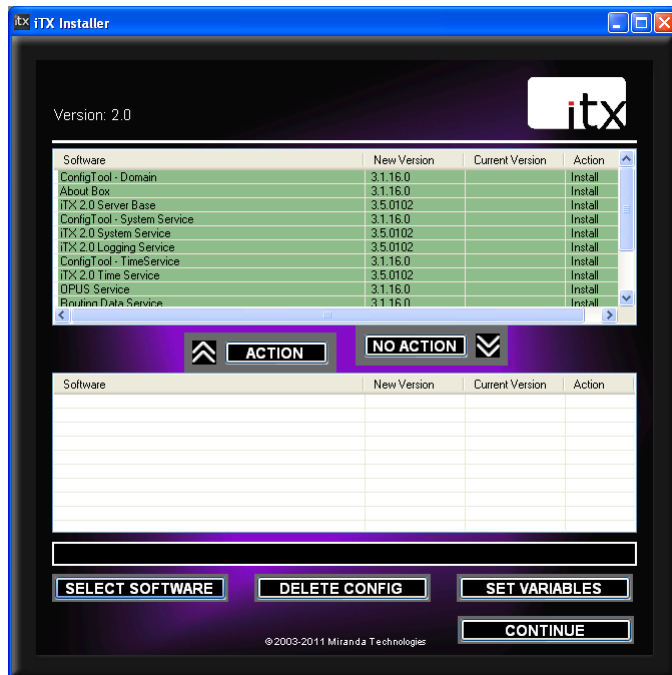 itx iTX Installer
Version: 2.0
itx
Software New Version Current Version Action
ConfigTool - Domain 3.1.16.0 Install
About Box 3.1.16.0 Install
iTX 2.0 Server Base 3.5.0102 Install
ConfigTool - System Service 3.1.16.0 Install
iTX 2.0 System Service 3.5.0102 Install
iTX 2.0 Logging Service 3.5.0102 Install
ConfigTool - TimeService 3.1.16.0 Install
iTX 2.0 Time Service 3.5.0102 Install
OPUS Service 3.1.16.0 Install
Routing Data Service 3.1.16.0 Install
ACTION NO ACTION
Software New Version Current Version Action
SELECT SOFTWARE DELETE CONFIG SET VARIABLES
CONTINUE
©2003-2011 Miranda Technologies